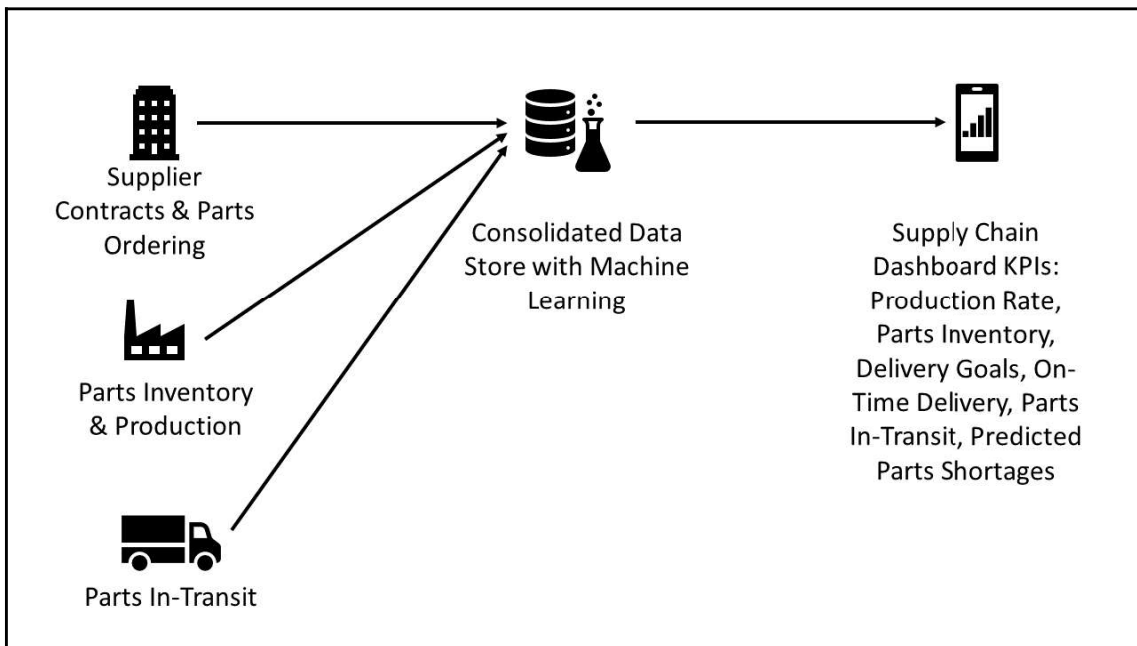 Supplier
Contracts & Parts
Ordering
Parts Inventory
& Production
Parts In-Transit
Consolidated Data
Store with Machine
Learning
Supply Chain
Dashboard KPIs:
Production Rate,
Parts Inventory,
Delivery Goals, On-
Time Delivery, Parts
In-Transit, Predicted
Parts Shortages